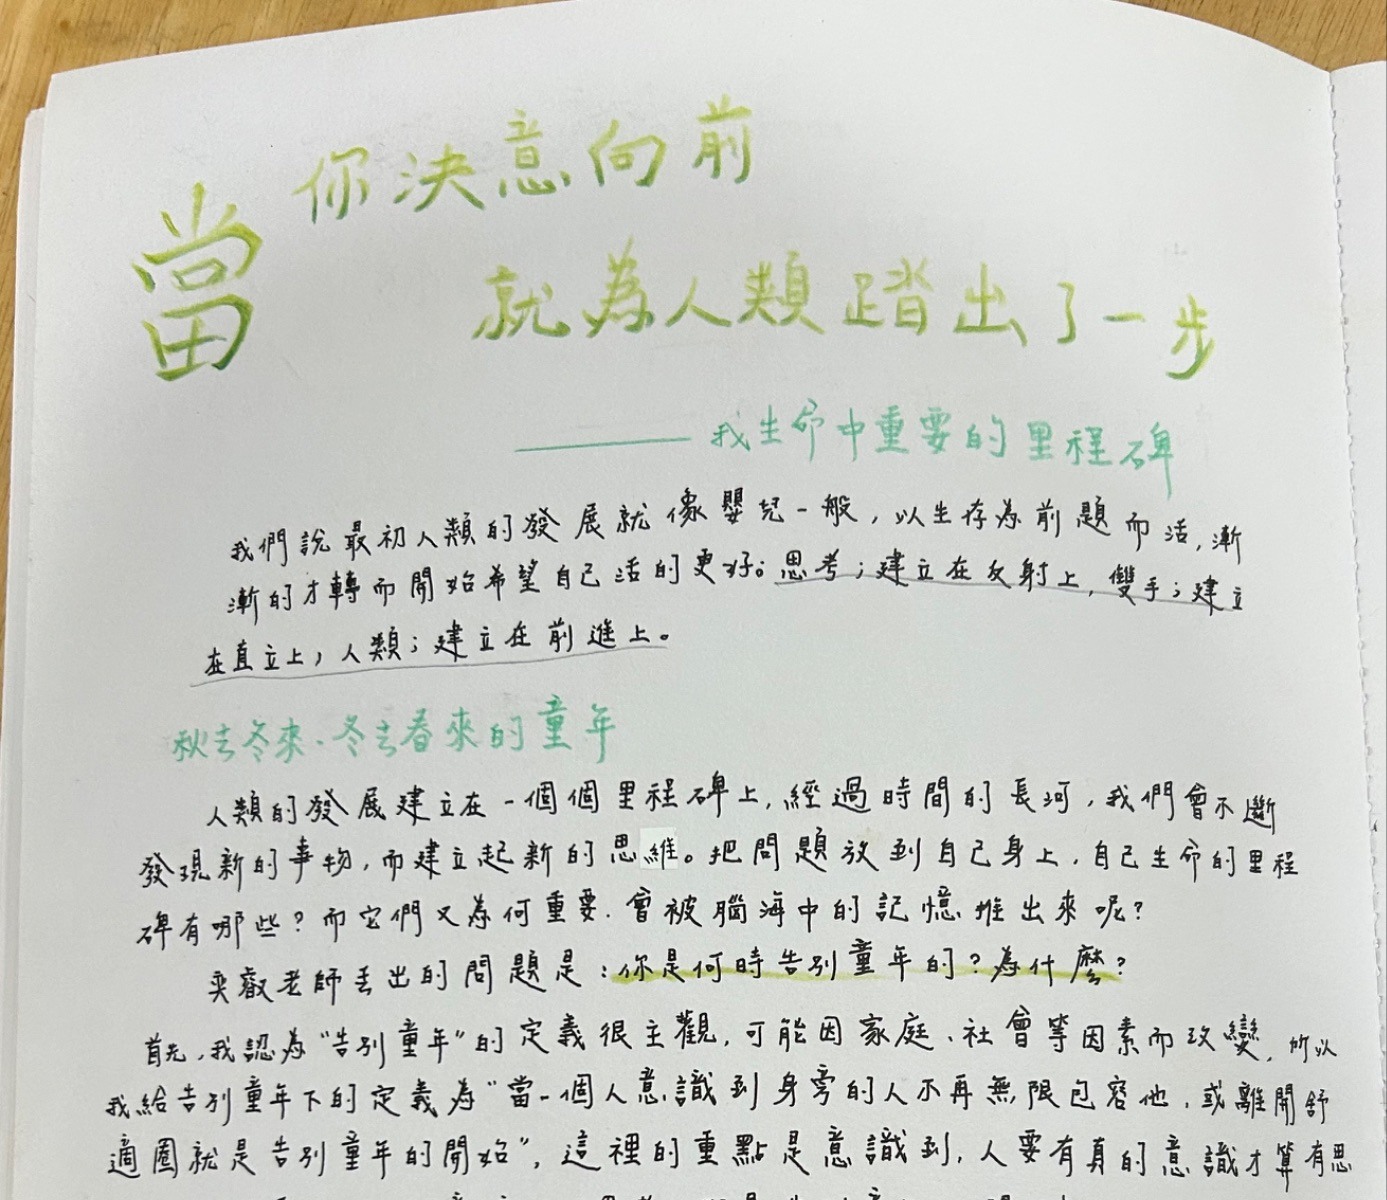 當你決意向前
就為人類踏出了一步
——我生命中重要的里程碑
我們說最初人類的發展就像嬰兒一般，以生存為前題而活，漸
漸的才轉而開始希望自己活的更好。思考；建立在反射上，雙手；建立
在直立上，人類；建立在前進上。
秋去冬來、冬去春來的童年
人類的發展建立在一個個里程碑上，經過時間的長河，我們會不斷
發現新的事物，而建立起新的思維。把問題放到自己身上，自己生命的里程
碑有哪些？而它們又為何重要、會被腦海中的記憶推出來呢？
奕叡老師丟出的問題是：你是何時告別童年的？為什麼？
首先，我認為“告別童年”的定義很主觀，可能因家庭、社會等因素而改變，所以
我給告別童年下的定義為“當一個人意識到身旁的人不再無限包容他，或離開舒
適圈就是告別童年的開始”，這裡的重點是意識到，人要有真的意識才算有思